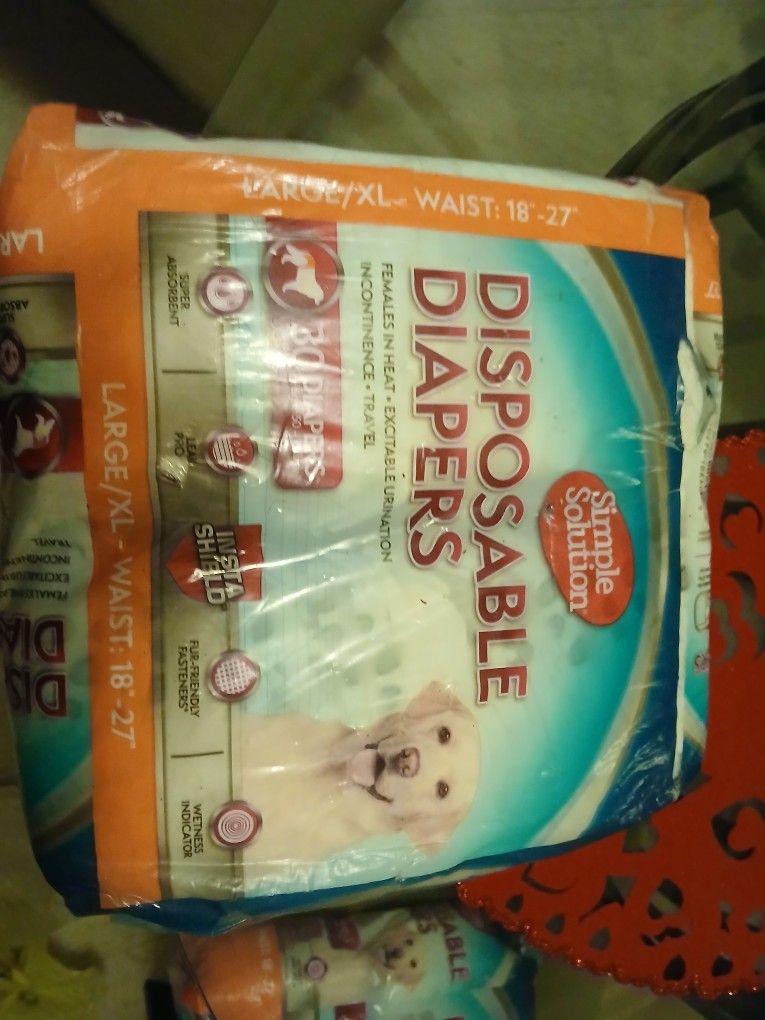 LARGE/XL - WAIST: 18"-27"
Simple
Solution
DISPOSABLE
DIAPERS
FEMALES IN HEAT • EXCITABLE URINATION
INCONTINENCE • TRAVEL
30 DIAPERS
SUPER
ABSORBENT
INSTA
SHIELD
FUR-FRIENDLY
FASTENERS
WETNESS
INDICATOR
LARGE/XL - WAIST: 18"-27"